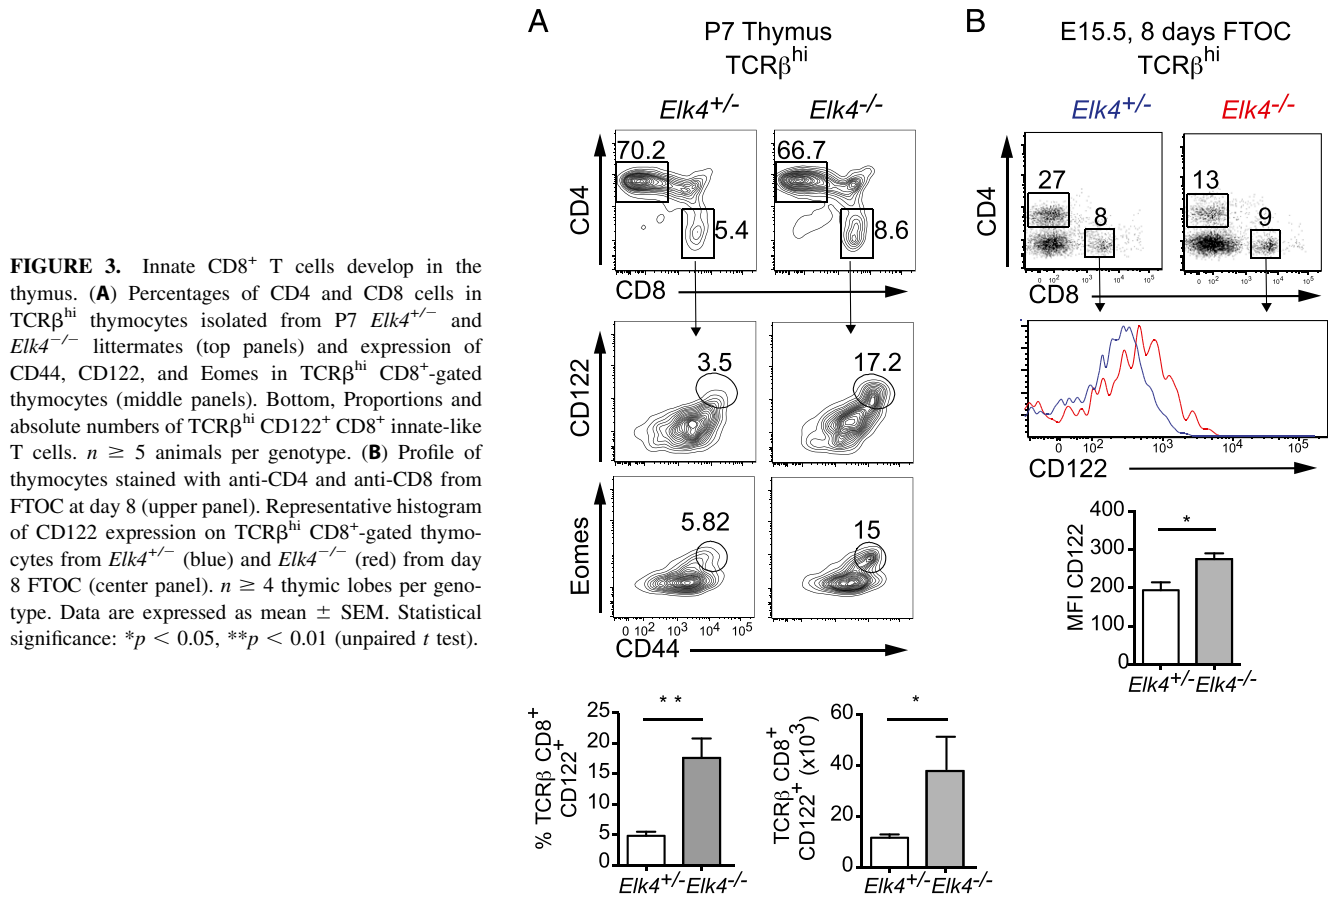 FIGURE 3. Innate CD8+ T cells develop in the
thymus. (A) Percentages of CD4 and CD8 cells in
TCRβhi thymocytes isolated from P7 Elk4+/− and
Elk4−/− littermates (top panels) and expression of
CD44, CD122, and Eomes in TCRβhi CD8+-gated
thymocytes (middle panels). Bottom, Proportions and
absolute numbers of TCRβhi CD122+ CD8+ innate-like
T cells. n ≥ 5 animals per genotype. (B) Profile of
thymocytes stained with anti-CD4 and anti-CD8 from
FTOC at day 8 (upper panel). Representative histogram
of CD122 expression on TCRβhi CD8+-gated thymo-
cytes from Elk4+/− (blue) and Elk4−/− (red) from day
8 FTOC (center panel). n ≥ 4 thymic lobes per geno-
type. Data are expressed as mean ± SEM. Statistical
significance: *p < 0.05, **p < 0.01 (unpaired t test).
A
P7 Thymus
TCRβhi
Elk4+/- Elk4-/-
CD4
70.2
5.4
66.7
8.6
CD8
CD122
3.5
17.2
Eomes
5.82
15
0 102 103 104 105
CD44
% TCRβ CD8+
CD122+
25
20
15
10
5
0
* *
Elk4+/- Elk4-/-
TCRβ CD8+
CD122+ (x103)
60
40
20
0
*
Elk4+/- Elk4-/-
B
E15.5, 8 days FTOC
TCRβhi
Elk4+/- Elk4-/-
CD4
27
8
13
9
0 102 103 104 105
0 102 103 104 105
CD8
0 102 103 104 105
CD122
MFI CD122
400
300
200
100
0
*
Elk4+/- Elk4-/-